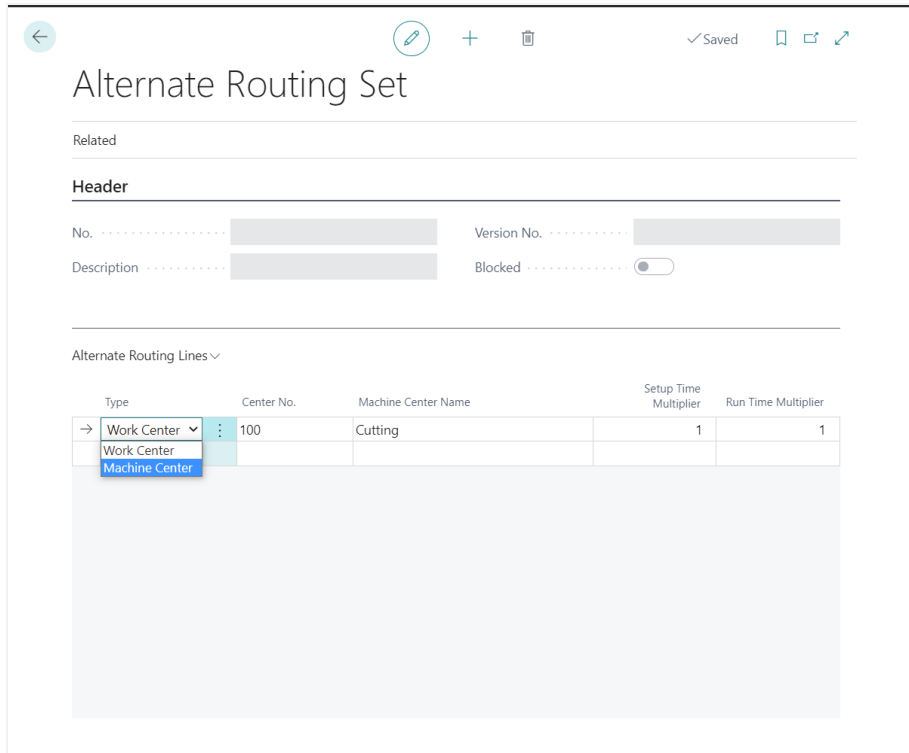 Saved
Alternate Routing Set
Related
Header
No. Version No.
Description Blocked
Alternate Routing Lines
Type Center No. Machine Center Name Setup Time Multiplier Run Time Multiplier
Work Center 100 Cutting 1 1
Work Center
Machine Center